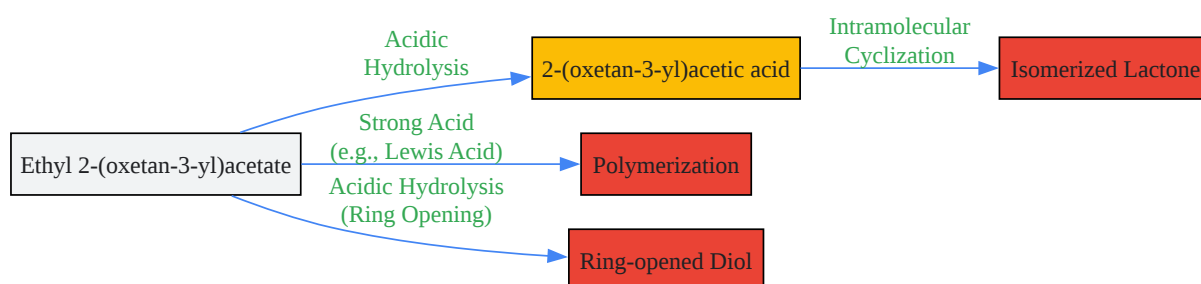 Acidic
Hydrolysis
2-(oxetan-3-yl)acetic acid
Intramolecular
Cyclization
Isomerized Lactone
Ethyl 2-(oxetan-3-yl)acetate
Strong Acid
(e.g., Lewis Acid)
Polymerization
Acidic Hydrolysis
(Ring Opening)
Ring-opened Diol